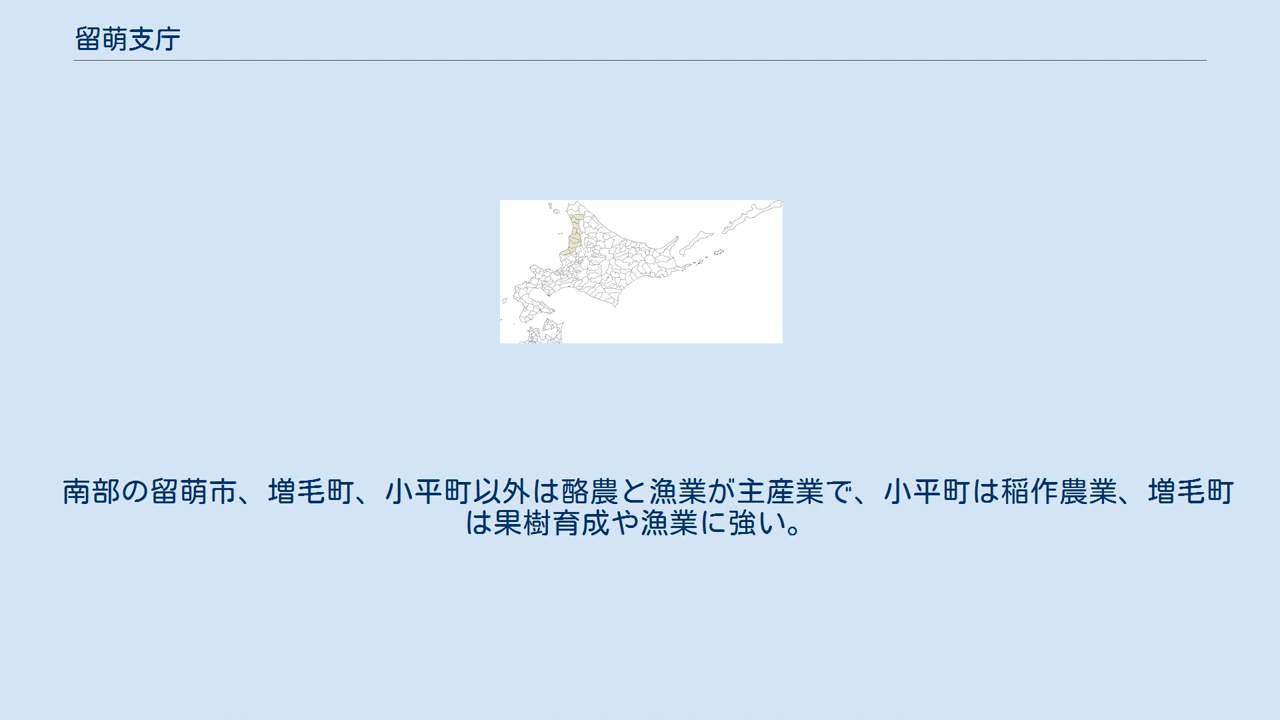 留萌支庁
南部の留萌市、増毛町、小平町以外は酪農と漁業が主産業で、小平町は稲作農業、増毛町
は果樹育成や漁業に強い。